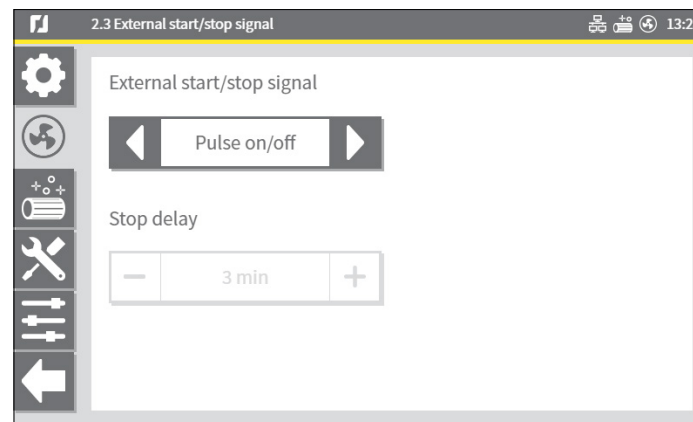 2.3 External start/stop signal
13:2
External start/stop signal
Pulse on/off
Stop delay
3 min